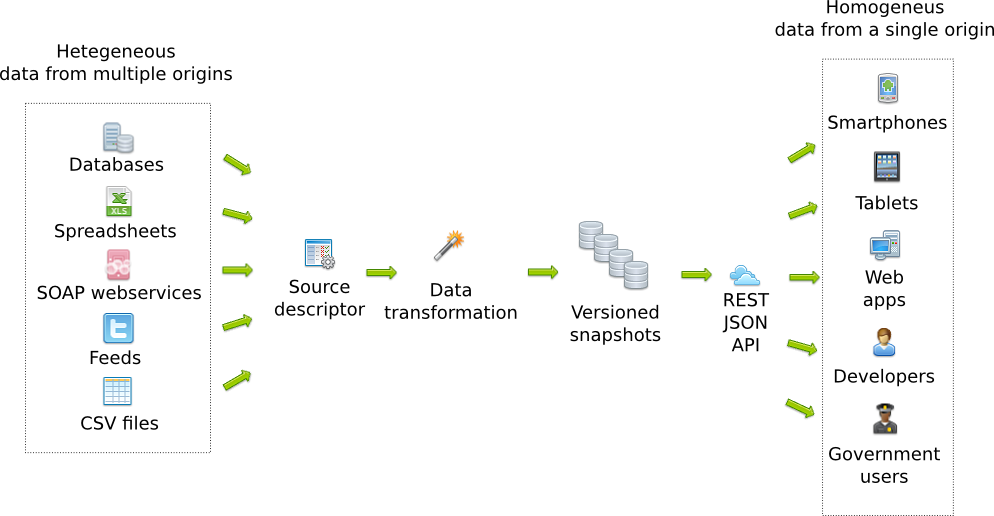 Hetegeneous
data from multiple origins
Databases
Spreadsheets
XLS
SOAP webservices
Feeds
CSV files
Source
descriptor
Data
transformation
Versioned
snapshots
REST
JSON
API
Homogeneus
data from a single origin
Smartphones
Tablets
Web
apps
Developers
Government
users